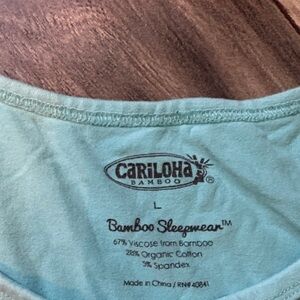 CARILOHA®
BAMBOO
L
Bamboo Sleepwear™
67% Viscose from Bamboo
28% Organic Cotton
5% Spandex
Made in China / RN# 140841